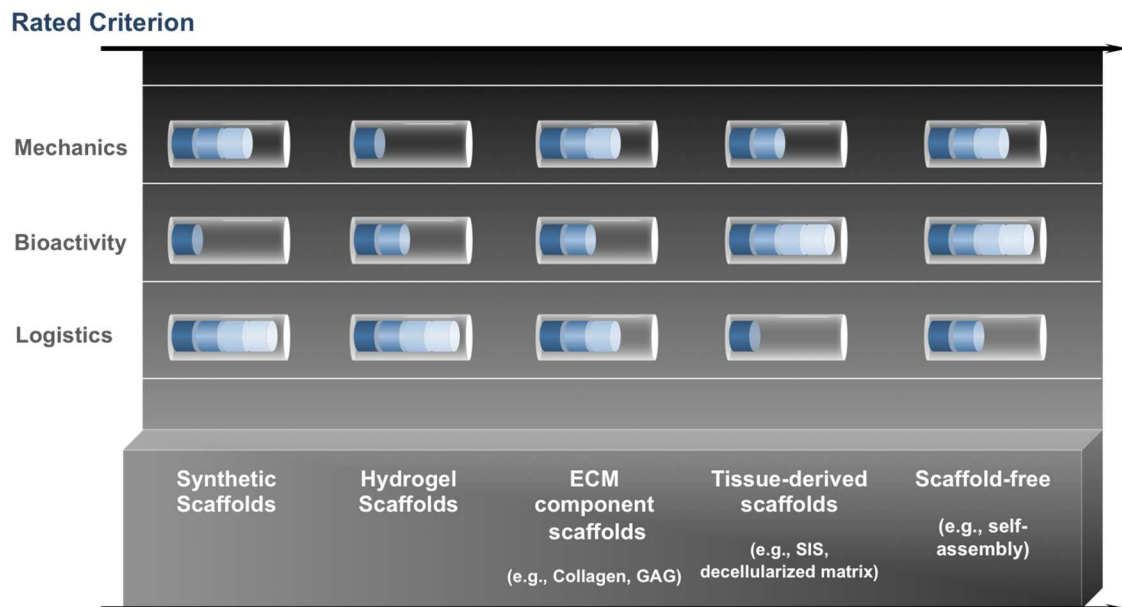 Rated Criterion
Mechanics
Bioactivity
Logistics
Synthetic
Scaffolds
Hydrogel
Scaffolds
ECM
component
scaffolds
(e.g., Collagen, GAG)
Tissue-derived
scaffolds
(e.g., SIS,
decellularized matrix)
Scaffold-free
(e.g., self-
assembly)